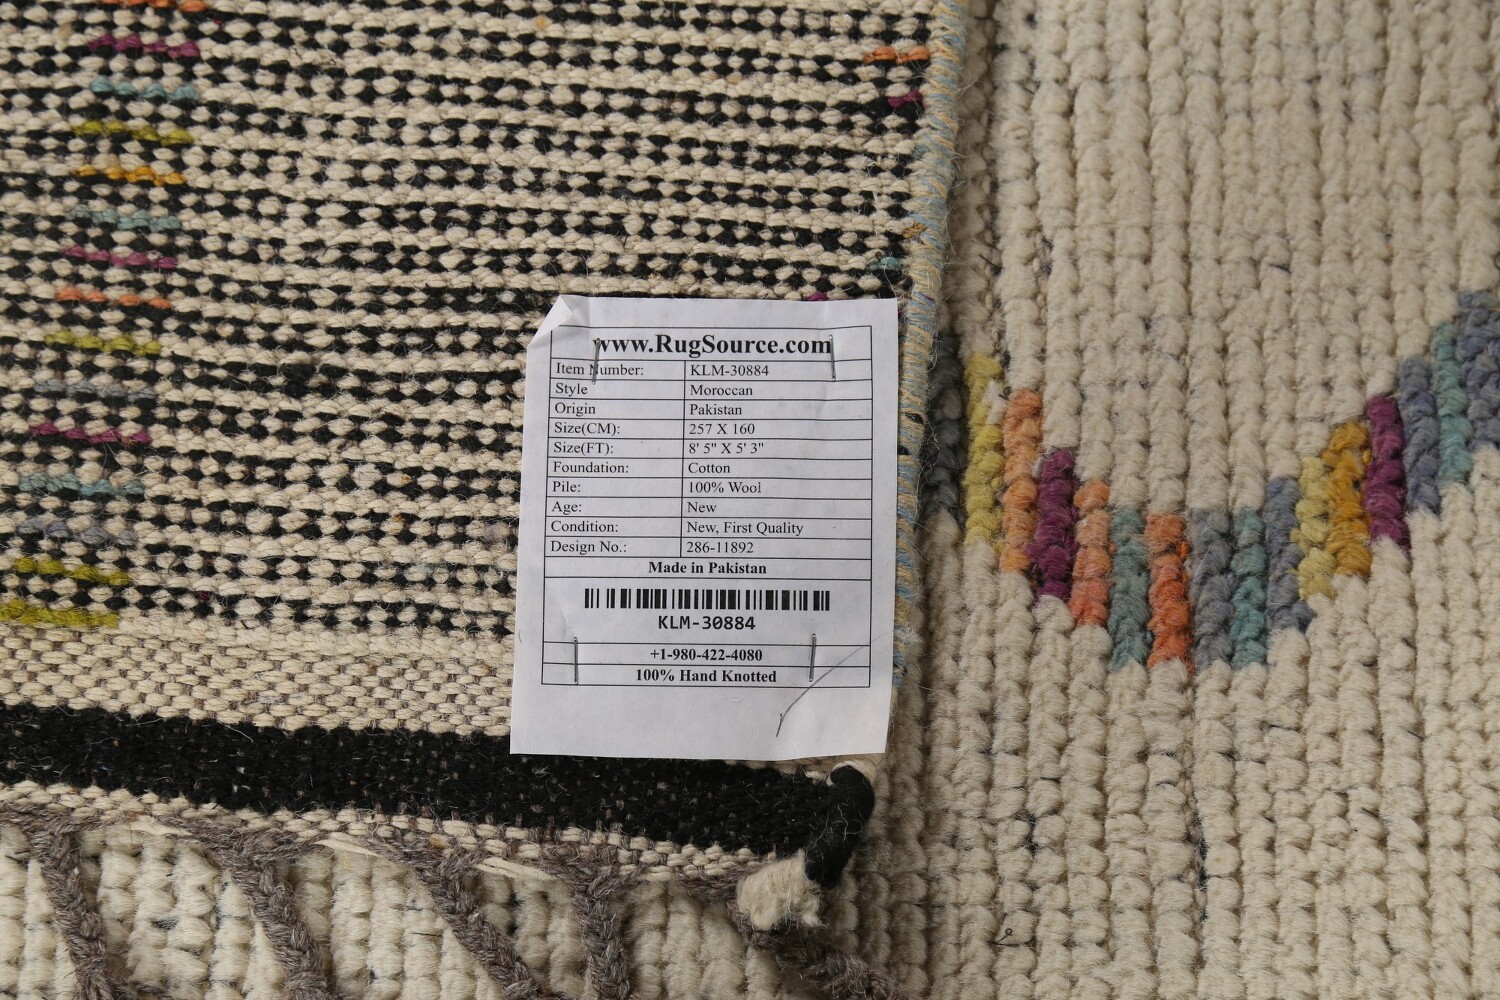 www.RugSource.com
Item Number: KLM-30884
Style Moroccan
Origin Pakistan
Size(CM): 257 X 160
Size(FT): 8' 5" X 5' 3"
Foundation: Cotton
Pile: 100% Wool
Age: New
Condition: New, First Quality
Design No.: 286-11892
Made in Pakistan
KLM-30884
+1-980-422-4080
100% Hand Knotted